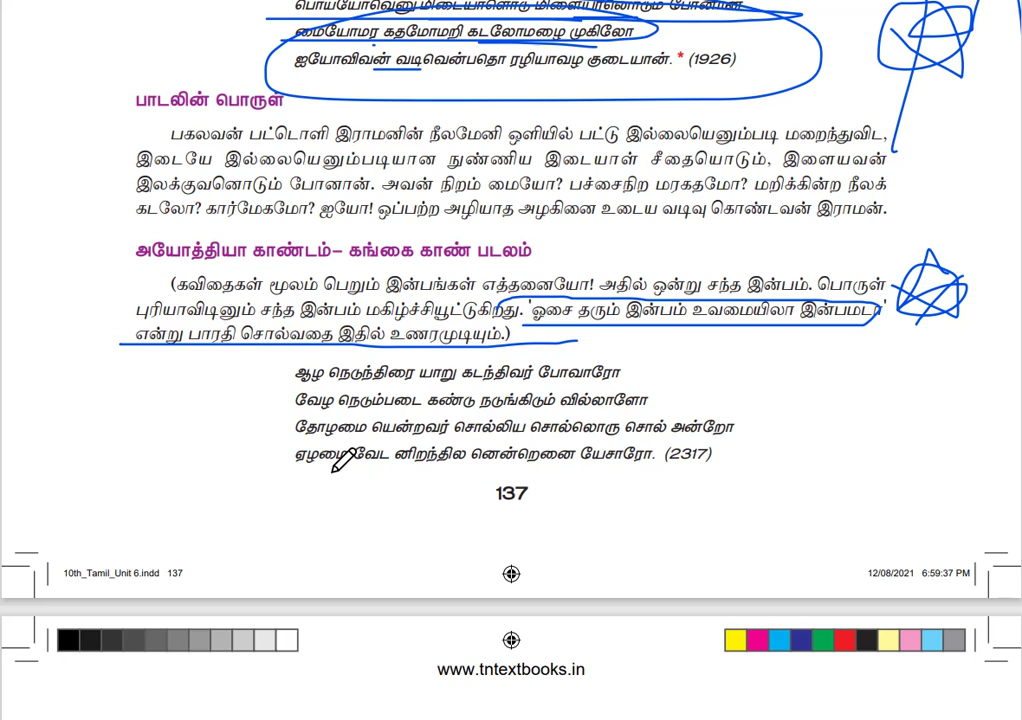 பொய்யோவெனு மிடையாளொடு மிளையானொடும் போனான்
மையோமர கதமோமறி கடலோமழை முகிலோ
ஐயோவிவன் வடிவென்பதொ ரழியாவழ குடையான். * (1926)
பாடலின் பொருள்
பகலவன் பட்டொளி இராமனின் நீலமேனி ஒளியில் பட்டு இல்லையெனும்படி மறைந்துவிட,
இடையே இல்லையெனும்படியான நுண்ணிய இடையாள் சீதையொடும், இளையவன்
இலக்குவனொடும் போனான். அவன் நிறம் மையோ? பச்சைநிற மரகதமோ? மறிக்கின்ற நீலக்
கடலோ? கார்மேகமோ? ஐயோ! ஒப்பற்ற அழியாத அழகினை உடைய வடிவு கொண்டவன் இராமன்.
அயோத்தியா காண்டம்– கங்கை காண் படலம்
(கவிதைகள் மூலம் பெறும் இன்பங்கள் எத்தனையோ! அதில் ஒன்று சந்த இன்பம். பொருள்
புரியாவிடினும் சந்த இன்பம் மகிழ்ச்சியூட்டுகிறது. 'ஓசை தரும் இன்பம் உவமையிலா இன்பமடா'
என்று பாரதி சொல்வதை இதில் உணரமுடியும்.)
ஆழ நெடுந்திரை யாறு கடந்திவர் போவாரோ
வேழ நெடும்படை கண்டு நடுங்கிடும் வில்லாளோ
தோழமை யென்றவர் சொல்லிய சொல்லொரு சொல் அன்றோ
ஏழமை வேட னிறந்தில னென்றெனை யேசாரோ. (2317)
137
10th_Tamil_Unit 6.indd 137
12/08/2021 6:59:37 PM
www.tntextbooks.in